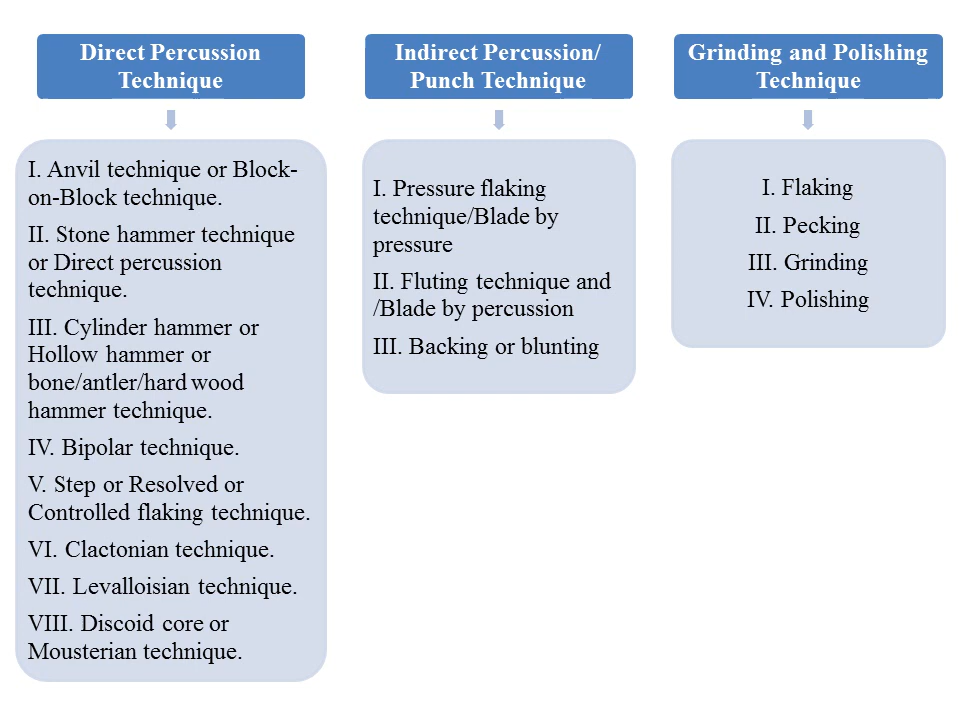 Direct Percussion
Technique
I. Anvil technique or Block-
on-Block technique.
II. Stone hammer technique
or Direct percussion
technique.
III. Cylinder hammer or
Hollow hammer or
bone/antler/hard wood
hammer technique.
IV. Bipolar technique.
V. Step or Resolved or
Controlled flaking technique.
VI. Clactonian technique.
VII. Levalloisian technique.
VIII. Discoid core or
Mousterian technique.
Indirect Percussion/
Punch Technique
I. Pressure flaking
technique/Blade by
pressure
II. Fluting technique and
/Blade by percussion
III. Backing or blunting
Grinding and Polishing
Technique
I. Flaking
II. Pecking
III. Grinding
IV. Polishing